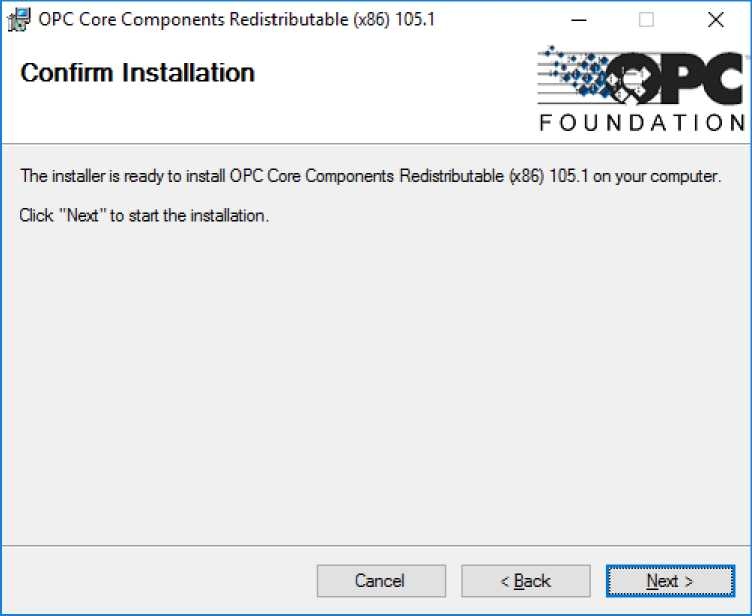 OPC Core Components Redistributable (x86) 105.1
Confirm Installation
OPC
FOUNDATION
The installer is ready to install OPC Core Components Redistributable (x86) 105.1 on your computer.
Click "Next" to start the installation.
Cancel
< Back
Next >